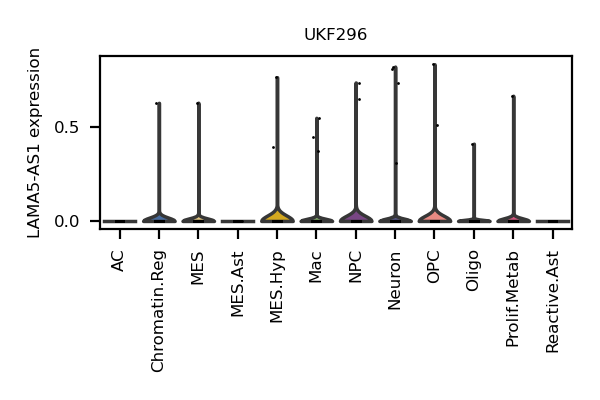 UKF296
LAMA5-AS1 expression
0.5
0.0
AC
Chromatin.Reg
MES
MES.Ast
MES.Hyp
Mac
NPC
Neuron
OPC
Oligo
Prolif.Metab
Reactive.Ast